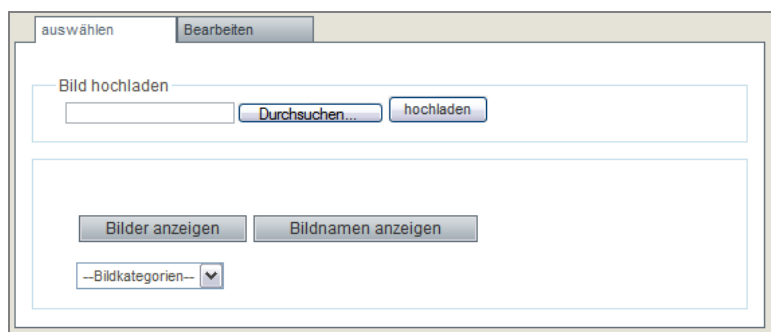 auswählen Bearbeiten
Bild hochladen
Durchsuchen... hochladen
Bilder anzeigen Bildnamen anzeigen
--Bildkategorien--